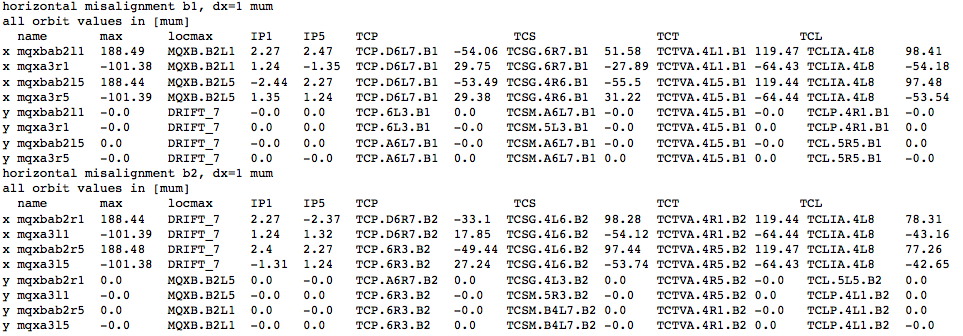 horizontal misalignment b1, dx=1 mum
all orbit values in [mum]
name max locmax IP1 IP5 TCP TCS TCT TCL
x mqxbab2l1 188.49 MQXB.B2L1 2.27 2.47 TCP.D6L7.B1 -54.06 TCSG.6R7.B1 51.58 TCTVA.4L1.B1 119.47 TCLIA.4L8 98.41
x mqxa3r1 -101.38 MQXB.B2L1 1.24 -1.35 TCP.D6L7.B1 29.75 TCSG.6R7.B1 -27.89 TCTVA.4L1.B1 -64.43 TCLIA.4L8 -54.18
x mqxbab2l5 188.44 MQXB.B2L5 -2.44 2.27 TCP.D6L7.B1 -53.49 TCSG.4R6.B1 -55.5 TCTVA.4L5.B1 119.44 TCLIA.4L8 97.48
x mqxa3r5 -101.39 MQXB.B2L5 1.35 1.24 TCP.D6L7.B1 29.38 TCSG.4R6.B1 31.22 TCTVA.4L5.B1 -64.44 TCLIA.4L8 -53.54
y mqxbab2l1 -0.0 DRIFT_7 -0.0 0.0 TCP.6L3.B1 0.0 TCSM.A6L7.B1 -0.0 TCTVA.4L5.B1 -0.0 TCLP.4R1.B1 -0.0
y mqxa3r1 -0.0 DRIFT_7 0.0 0.0 TCP.6L3.B1 0.0 TCSM.5L3.B1 -0.0 TCTVA.4L5.B1 0.0 TCLP.4R1.B1 0.0
y mqxbab2l5 0.0 DRIFT_7 -0.0 0.0 TCP.A6L7.B1 -0.0 TCSM.A6L7.B1 -0.0 TCTVA.4L5.B1 -0.0 TCL.5R5.B1 -0.0
y mqxa3r5 -0.0 DRIFT_7 0.0 -0.0 TCP.A6L7.B1 0.0 TCSM.A6L7.B1 0.0 TCTVA.4L5.B1 0.0 TCL.5R5.B1 0.0
horizontal misalignment b2, dx=1 mum
all orbit values in [mum]
name max locmax IP1 IP5 TCP TCS TCT TCL
x mqxbab2r1 188.44 DRIFT_7 2.27 -2.37 TCP.D6R7.B2 -33.1 TCSG.4L6.B2 98.28 TCTVA.4R1.B2 119.44 TCLIA.4L8 78.31
x mqxa3l1 -101.39 DRIFT_7 1.24 1.32 TCP.D6R7.B2 17.85 TCSG.4L6.B2 -54.12 TCTVA.4R1.B2 -64.44 TCLIA.4L8 -43.16
x mqxbab2r5 188.48 DRIFT_7 2.4 2.27 TCP.6R3.B2 -49.44 TCSG.4L6.B2 97.44 TCTVA.4R5.B2 119.47 TCLIA.4L8 77.26
x mqxa3l5 -101.38 DRIFT_7 -1.31 1.24 TCP.6R3.B2 27.24 TCSG.4L6.B2 -53.74 TCTVA.4R5.B2 -64.43 TCLIA.4L8 -42.65
y mqxbab2r1 0.0 MQXB.B2L5 -0.0 0.0 TCP.A6R7.B2 0.0 TCSG.4L3.B2 -0.0 TCTVA.4R5.B2 -0.0 TCL.5L5.B2 0.0
y mqxa3l1 -0.0 MQXB.B2L5 0.0 -0.0 TCP.6R3.B2 -0.0 TCSM.5R3.B2 -0.0 TCTVA.4R5.B2 0.0 TCLP.4L1.B2 -0.0
y mqxbab2r5 0.0 MQXB.B2L5 -0.0 0.0 TCP.6R3.B2 -0.0 TCSM.B4L7.B2 -0.0 TCTVA.4R5.B2 -0.0 TCLP.4L1.B2 0.0
y mqxa3l5 -0.0 MQXB.B2L5 0.0 -0.0 TCP.6R3.B2 0.0 TCSM.B4L7.B2 0.0 TCTVA.4R5.B2 0.0 TCLP.4L1.B2 -0.0